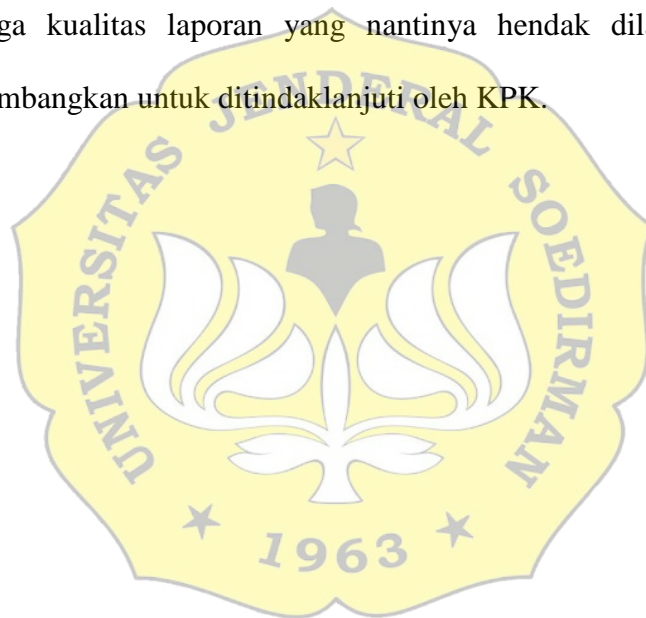 ga kualitas laporan yang nantinya hendak dil
mbangkan untuk ditindaklanjuti oleh KPK.
UNIVERSITAS JENDERAL SOEDIRMAN
1963